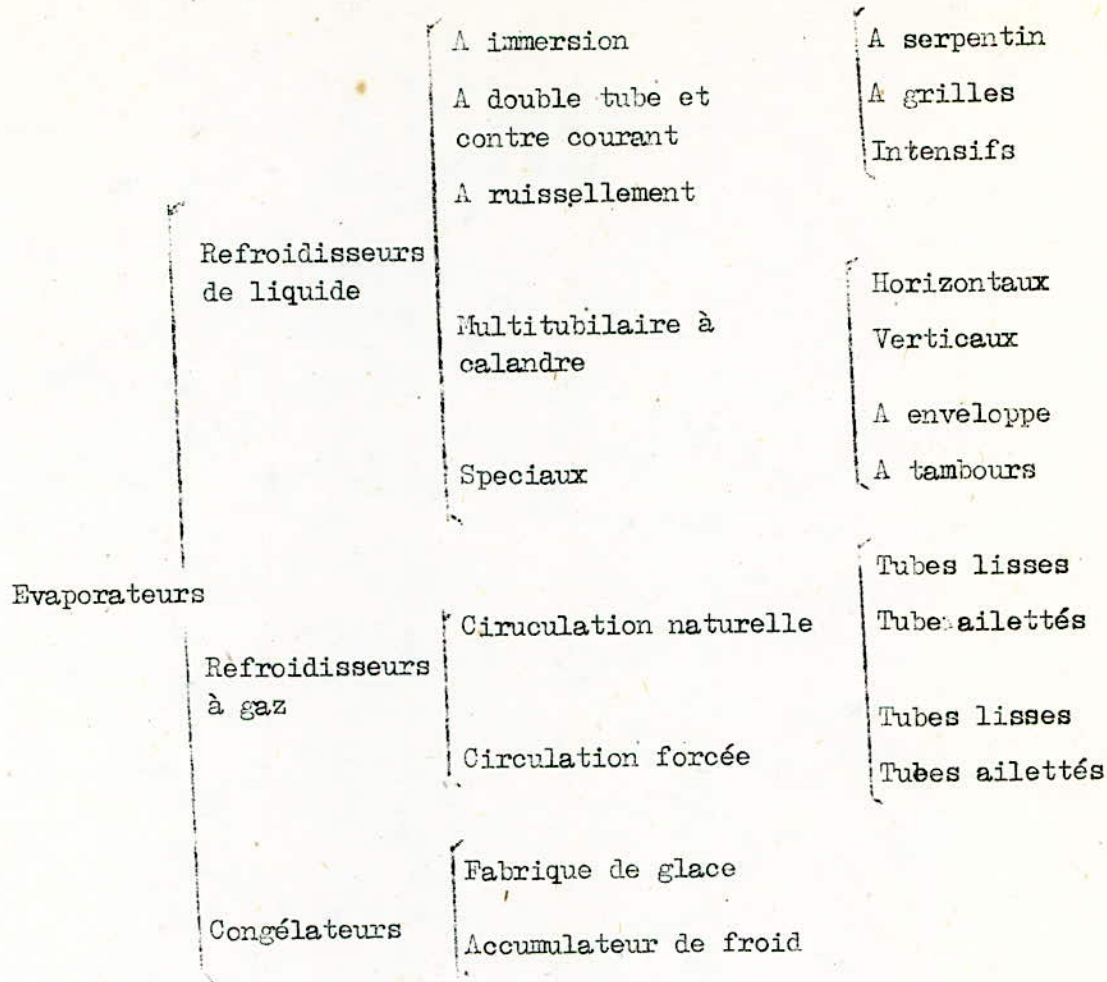 A immersion
A double tube et
contre courant
A ruissellement
A serpentin
A grilles
Intensifs
Refroidisseurs
de liquide
Multitubilaire à
calandre
Speciaux
Horizontaux
Verticaux
A enveloppe
A tambours
Evaporateurs
Refroidisseurs
à gaz
Ciruculation naturelle
Circulation forcée
Tubes lisses
Tubes ailettés
Tubes lisses
Tubes ailettés
Congélateurs
Fabrique de glace
Accumulateur de froid